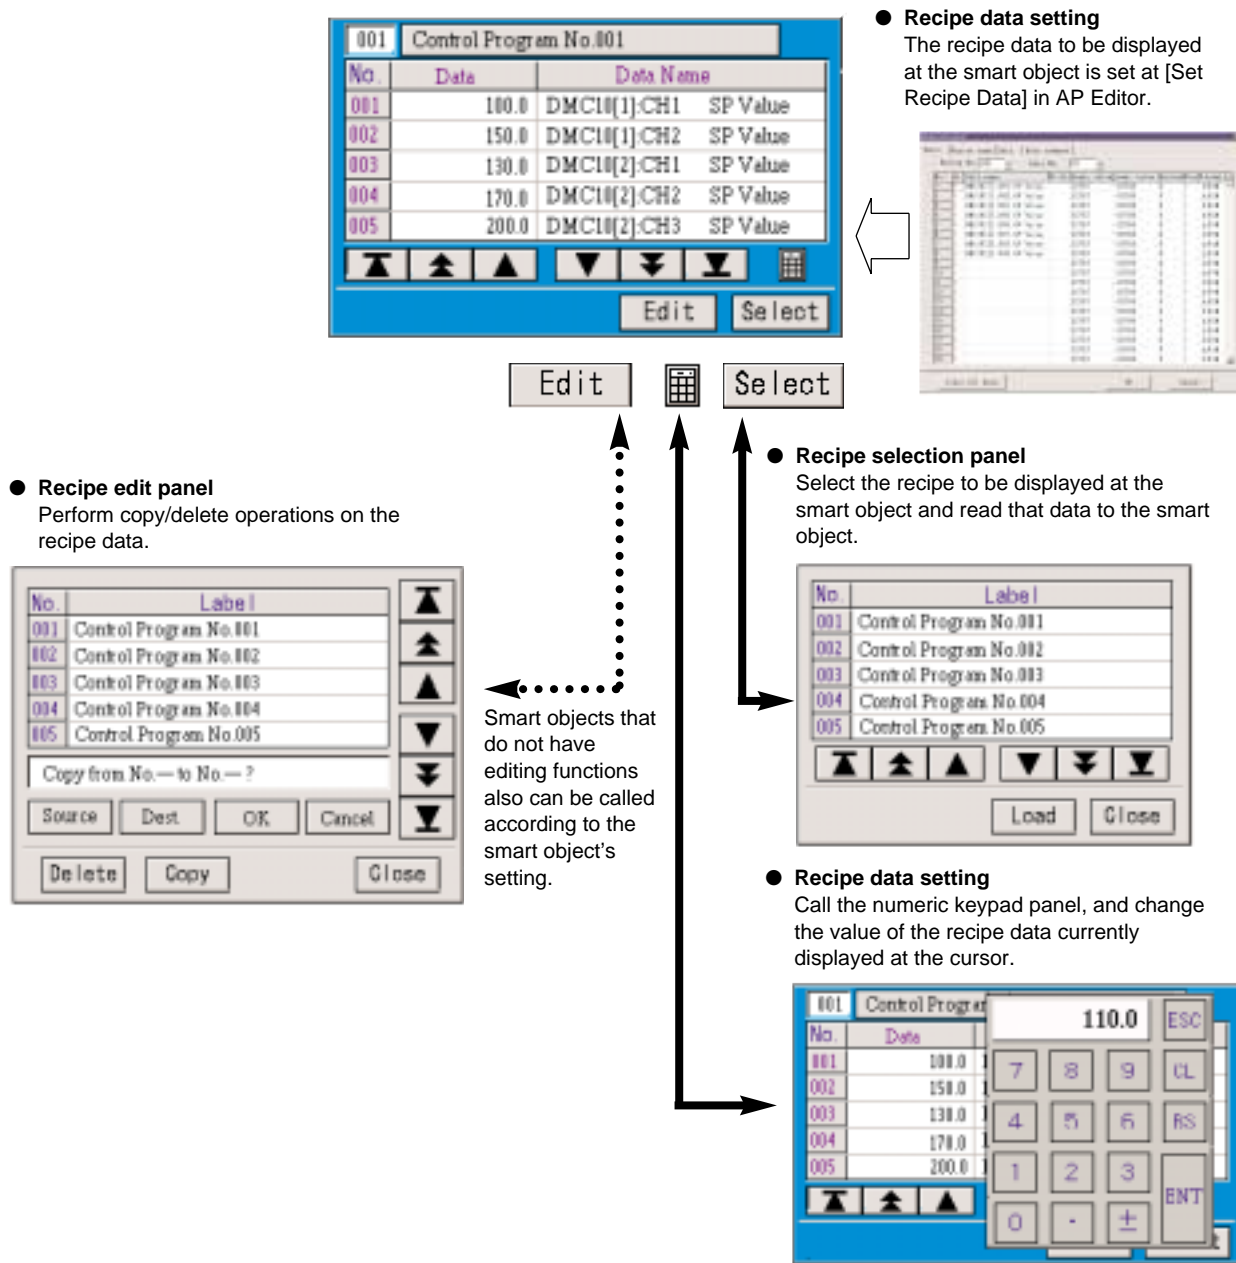 001 Control Program No.001
No. Data Data Name
001 100.0 DMC10[1]:CH1 SP Value
002 150.0 DMC10[1]:CH2 SP Value
003 130.0 DMC10[2]:CH1 SP Value
004 170.0 DMC10[2]:CH2 SP Value
005 200.0 DMC10[2]:CH3 SP Value
Edit Select
● Recipe data setting
The recipe data to be displayed
at the smart object is set at [Set
Recipe Data] in AP Editor.
Edit Select
● Recipe edit panel
Perform copy/delete operations on the
recipe data.
No. Label
001 Control Program No.001
002 Control Program No.002
003 Control Program No.003
004 Control Program No.004
005 Control Program No.005
Copy from No.— to No.— ?
Source Dest. OK Cancel
Delete Copy Close
Smart objects that
do not have
editing functions
also can be called
according to the
smart object's
setting.
● Recipe selection panel
Select the recipe to be displayed at the
smart object and read that data to the smart
object.
No. Label
001 Control Program No.001
002 Control Program No.002
003 Control Program No.003
004 Control Program No.004
005 Control Program No.005
Load Close
● Recipe data setting
Call the numeric keypad panel, and change
the value of the recipe data currently
displayed at the cursor.
001 Control Progr
No. Data
001 100.0
002 150.0
003 130.0
004 170.0
005 200.0
110.0 ESC
7 8 9 CL
4 5 6 BS
1 2 3 ENT
0 . ±